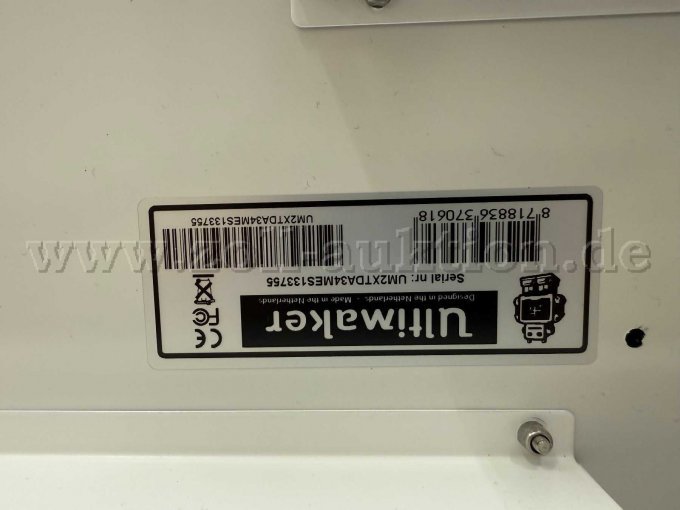 Ultimaker
Designed in the Netherlands - Made in the Netherlands
Serial nr: UM2XTDA34MES133755
8 718836 370618
UM2XTDA34MES133755
www.zoll-auktion.de